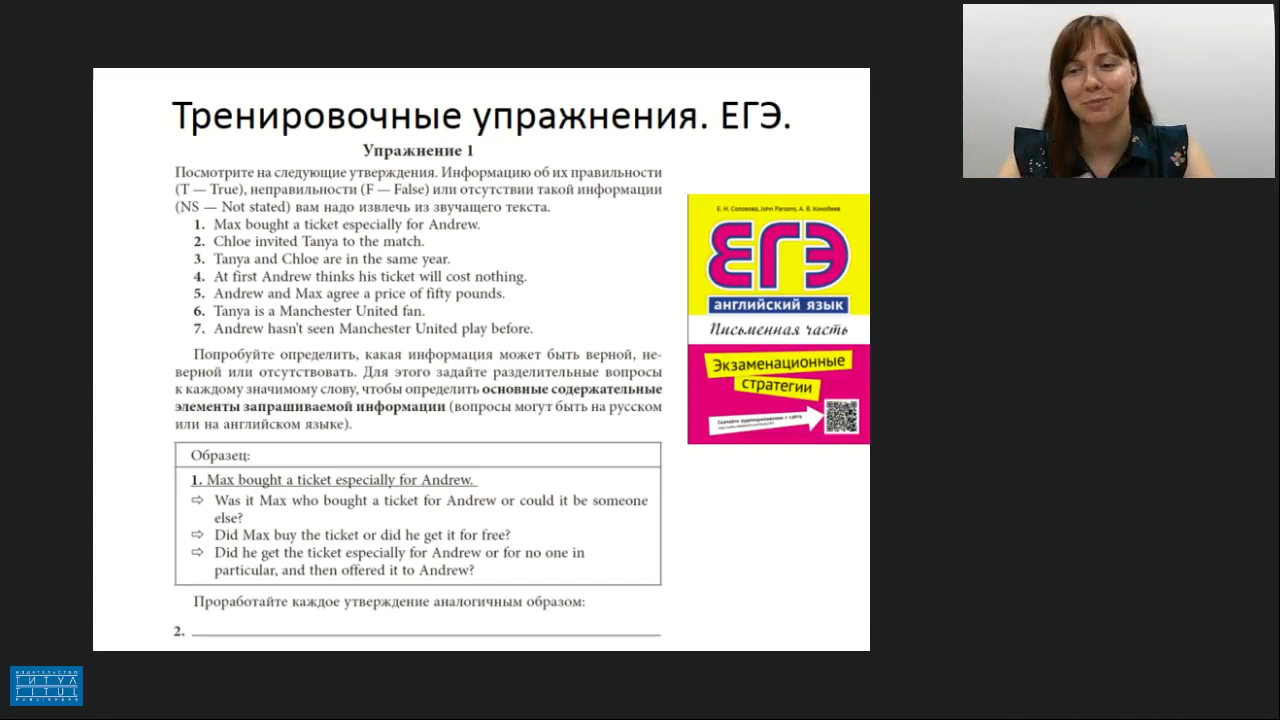 Тренировочные упражнения. ЕГЭ.
Упражнение 1
Посмотрите на следующие утверждения. Информацию об их правильности
(T — True), неправильности (F — False) или отсутствии такой информации
(NS — Not stated) вам надо извлечь из звучащего текста.
1. Max bought a ticket especially for Andrew.
2. Chloe invited Tanya to the match.
3. Tanya and Chloe are in the same year.
4. At first Andrew thinks his ticket will cost nothing.
5. Andrew and Max agree a price of fifty pounds.
6. Tanya is a Manchester United fan.
7. Andrew hasn't seen Manchester United play before.
Попробуйте определить, какая информация может быть верной, не-
верной или отсутствовать. Для этого задайте разделительные вопросы
к каждому значимому слову, чтобы определить основные содержательные
элементы запрашиваемой информации (вопросы могут быть на русском
или на английском языке).
Образец:
1. Max bought a ticket especially for Andrew.
⇨ Was it Max who bought a ticket for Andrew or could it be someone
else?
⇨ Did Max buy the ticket or did he get it for free?
⇨ Did he get the ticket especially for Andrew or for no one in
particular, and then offered it to Andrew?
Проработайте каждое утверждение аналогичным образом:
2.
Е. Н. Соловова, John Parsons, А. В. Конобеев
ЕГЭ
английский язык
Письменная часть
Экзаменационные
стратегии
Скачайте аудиоприложение с сайта
ИЗДАТЕЛЬСТВО
ТИТУЛ
TITUL
PUBLISHERS